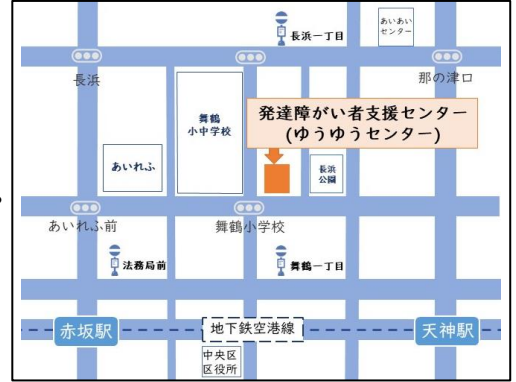 長浜一丁目
あいあい
センター
長浜
那の津口
舞鶴
小中学校
発達障がい者支援センター
(ゆうゆうセンター)
あいれふ
長浜
公園
あいれふ前
舞鶴小学校
法務局前
舞鶴一丁目
赤坂駅
地下鉄空港線
天神駅
中央区
区役所